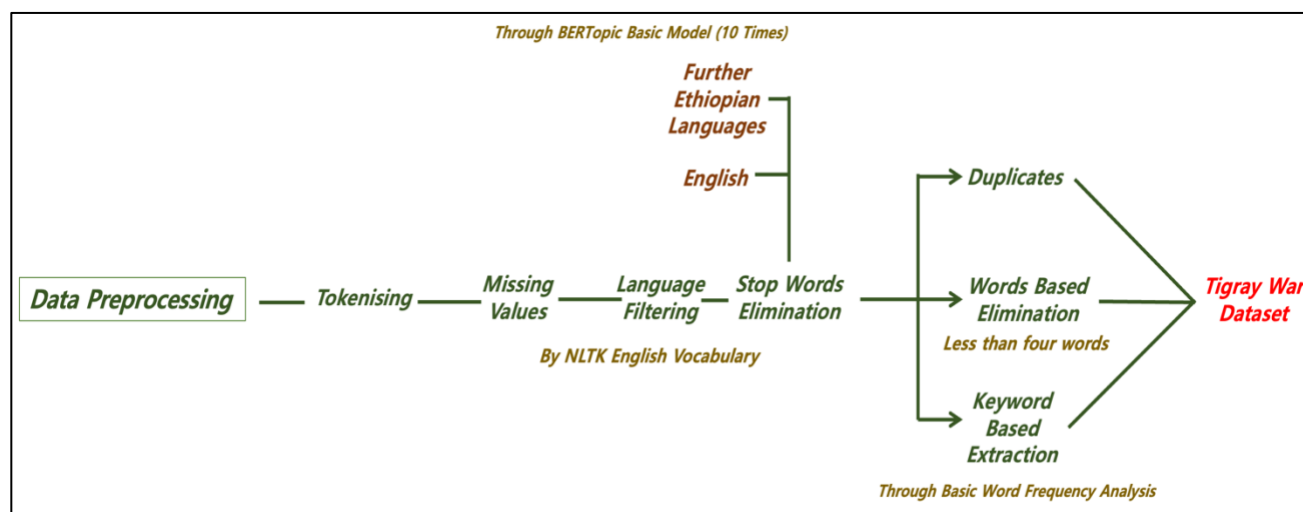 Through BERTopic Basic Model (10 Times)
Further
Ethiopian
Languages
English
Data Preprocessing
Tokenising
Missing
Values
Language
Filtering
By NLTK English Vocabulary
Stop Words
Elimination
Duplicates
Words Based
Elimination
Less than four words
Keyword
Based
Extraction
Through Basic Word Frequency Analysis
Tigray War
Dataset